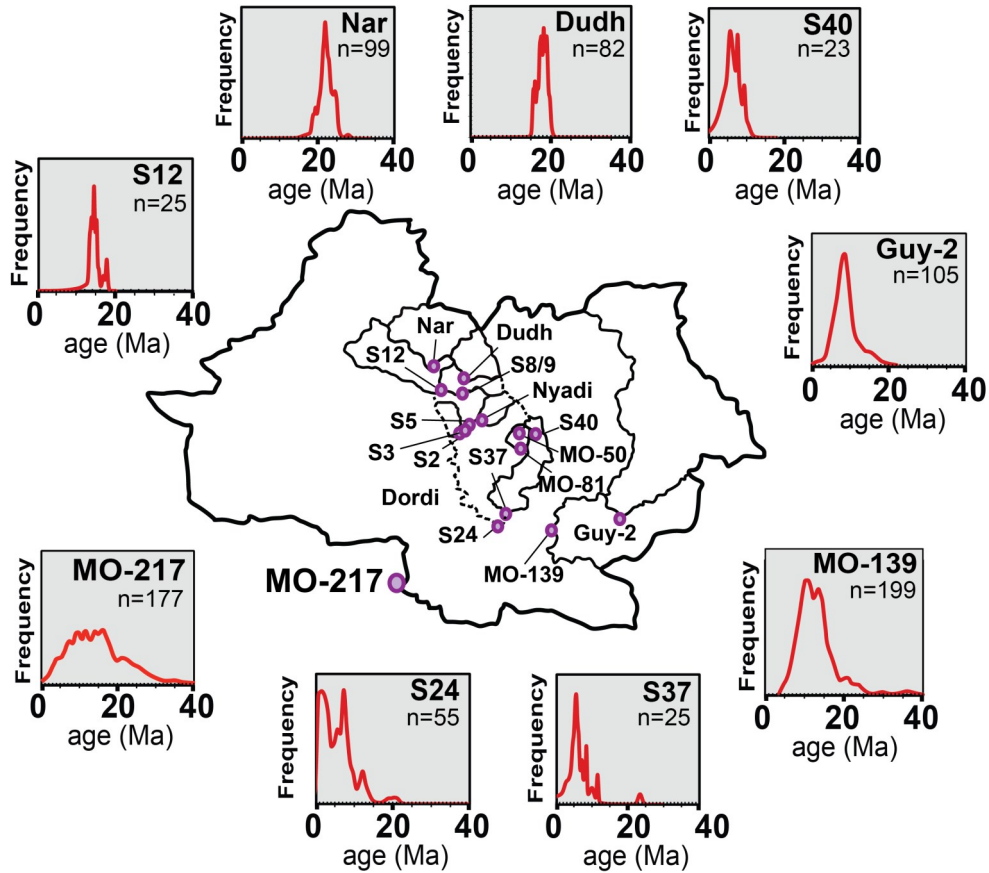 Nar
n=99
Frequency
0 20 40
age (Ma)
Dudh
n=82
Frequency
0 20 40
age (Ma)
S40
n=23
Frequency
0 20 40
age (Ma)
S12
n=25
Frequency
0 20 40
age (Ma)
Guy-2
n=105
Frequency
0 20 40
age (Ma)
Nar
Dudh
S12
S8/9
Nyadi
S5
S40
S3
S2
S37
MO-50
MO-81
Dordi
S24
Guy-2
MO-139
MO-217
MO-217
n=177
Frequency
0 20 40
age (Ma)
MO-139
n=199
Frequency
0 20 40
age (Ma)
S24
n=55
Frequency
0 20 40
age (Ma)
S37
n=25
Frequency
0 20 40
age (Ma)